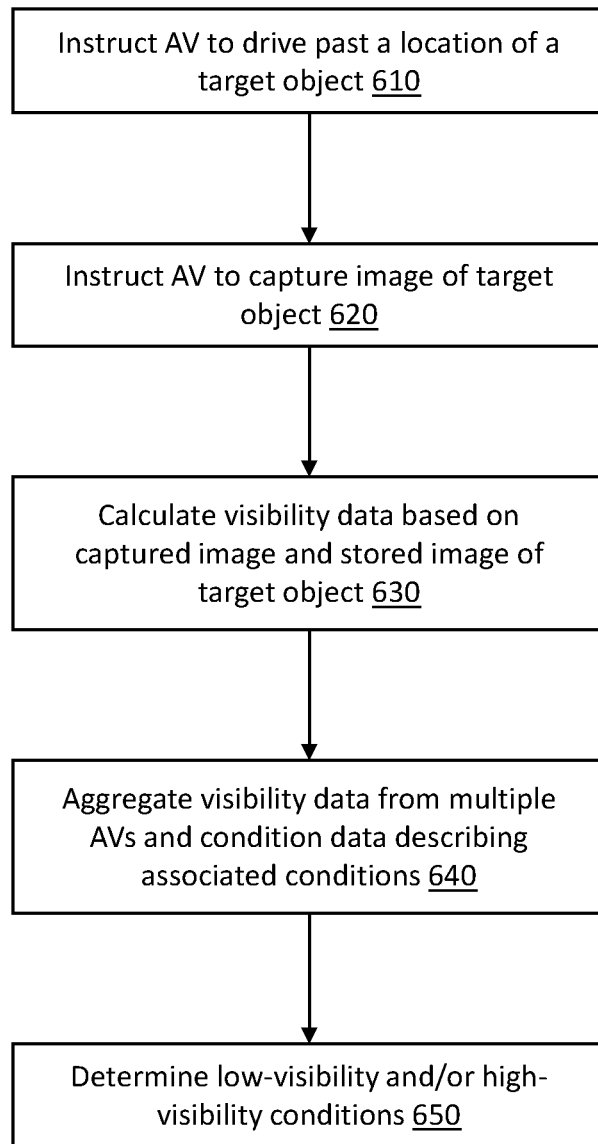 Instruct AV to drive past a location of a
target object 610
Instruct AV to capture image of target
object 620
Calculate visibility data based on
captured image and stored image of
target object 630
Aggregate visibility data from multiple
AVs and condition data describing
associated conditions 640
Determine low-visibility and/or high-
visibility conditions 650